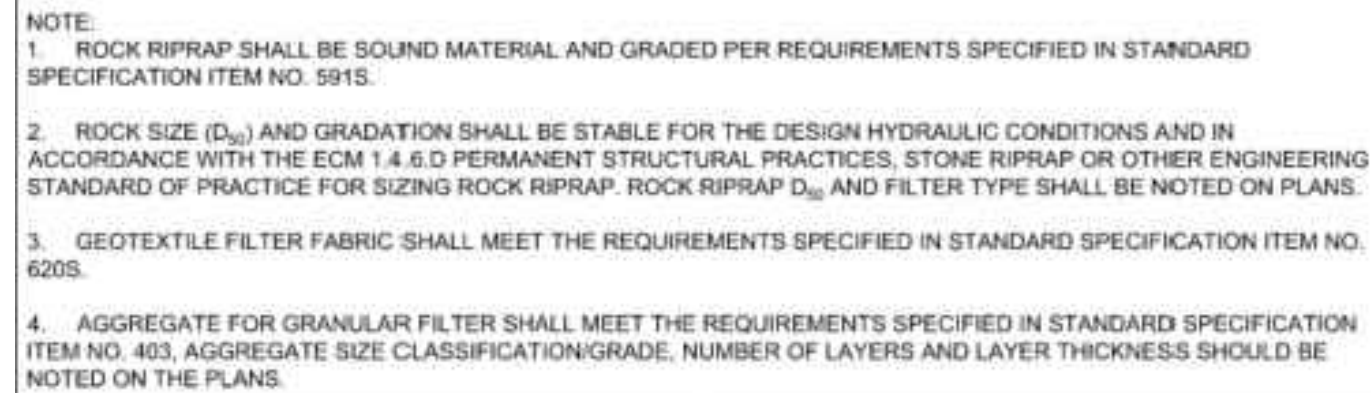 NOTE:
1. ROCK RIPRAP SHALL BE SOUND MATERIAL AND GRADED PER REQUIREMENTS SPECIFIED IN STANDARD
SPECIFICATION ITEM NO. 591S.
2. ROCK SIZE (D50) AND GRADATION SHALL BE STABLE FOR THE DESIGN HYDRAULIC CONDITIONS AND IN
ACCORDANCE WITH THE ECM 1.4.6.D PERMANENT STRUCTURAL PRACTICES, STONE RIPRAP OR OTHER ENGINEERING
STANDARD OF PRACTICE FOR SIZING ROCK RIPRAP. ROCK RIPRAP D50 AND FILTER TYPE SHALL BE NOTED ON PLANS.
3. GEOTEXTILE FILTER FABRIC SHALL MEET THE REQUIREMENTS SPECIFIED IN STANDARD SPECIFICATION ITEM NO.
620S.
4. AGGREGATE FOR GRANULAR FILTER SHALL MEET THE REQUIREMENTS SPECIFIED IN STANDARD SPECIFICATION
ITEM NO. 403, AGGREGATE SIZE CLASSIFICATION/GRADE, NUMBER OF LAYERS AND LAYER THICKNESS SHOULD BE
NOTED ON THE PLANS.